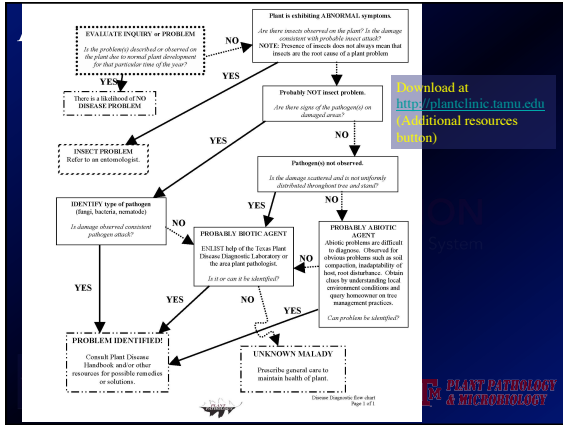 EVALUATE INQUIRY or PROBLEM
Is the problem(s) described or observed on
the plant due to normal plant development
for that particular time of the year?
NO
Plant is exhibiting ABNORMAL symptoms.
Are there insects observed on the plant? Is the damage
consistent with probable insect attack?
NOTE: Presence of insects does not always mean that
insects are the root cause of a plant problem
YES
There is a likelihood of NO
DISEASE PROBLEM
YES
NO
Probably NOT insect problem.
Are there signs of the pathogen(s) on
damaged areas?
Download at
http://plantclinic.tamu.edu
(Additional resources
button)
INSECT PROBLEM
Refer to an entomologist.
YES
NO
Pathogen(s) not observed.
Is the damage scattered and is not uniformly
distributed throughout tree and stand?
IDENTIFY type of pathogen
(fungi, bacteria, nematode)
Is damage observed consistent
pathogen attack?
NO
YES
NO
PROBABLY BIOTIC AGENT
ENLIST help of the Texas Plant
Disease Diagnostic Laboratory or
the area plant pathologist.
Is it or can it be identified?
NO
PROBABLY ABIOTIC
AGENT
Abiotic problems are difficult
to diagnose. Observed for
obvious problems such as soil
compaction, inadaptability of
host, root disturbance. Obtain
clues by understanding local
environment conditions and
query homeowner on tree
management practices.
Can problem be identified?
ON
System
YES
YES
NO
YES
PROBLEM IDENTIFIED!
Consult Plant Disease
Handbook and/or other
resources for possible remedies
or solutions.
UNKNOWN MALADY
Prescribe general care to
maintain health of plant.
Disease Diagnostic flow chart
Page 1 of 1
PLANT PATHOLOGY
& MICROBIOLOGY